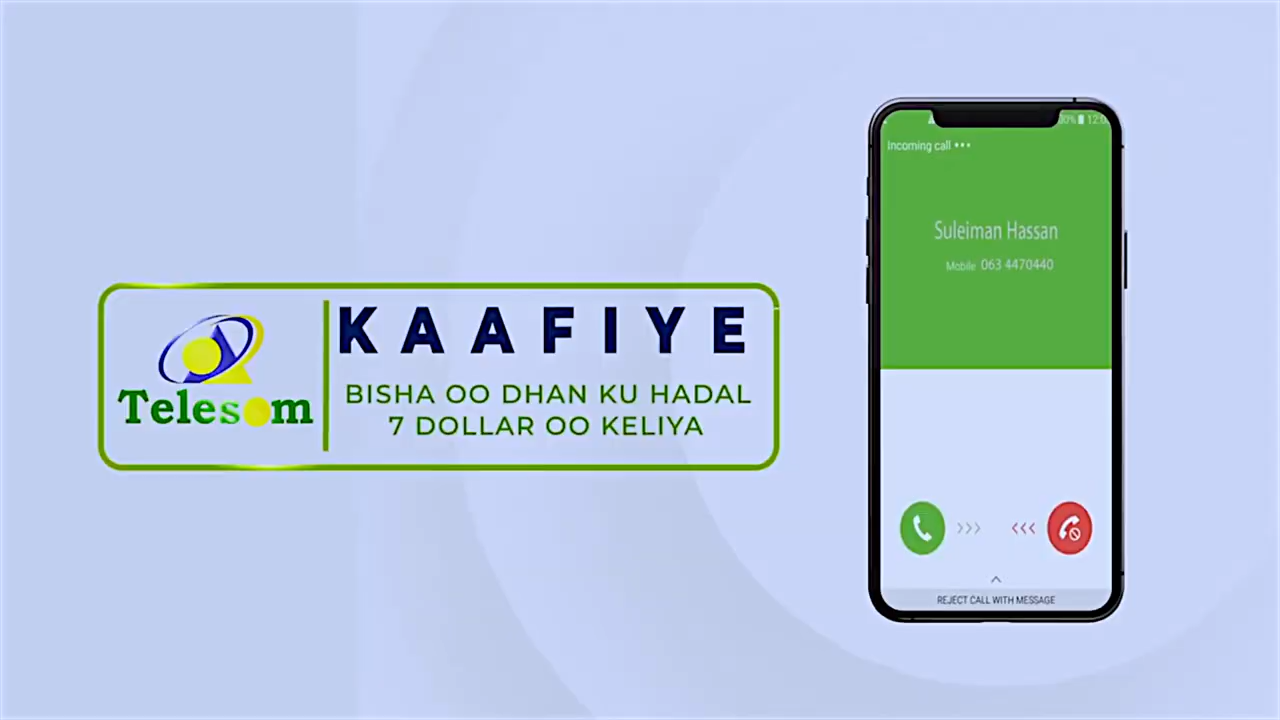 Telesom
KAAFIYE
BISHA OO DHAN KU HADAL
7 DOLLAR OO KELIYA
Incoming call •••
Suleiman Hassan
Mobile 063 4470440
REJECT CALL WITH MESSAGE